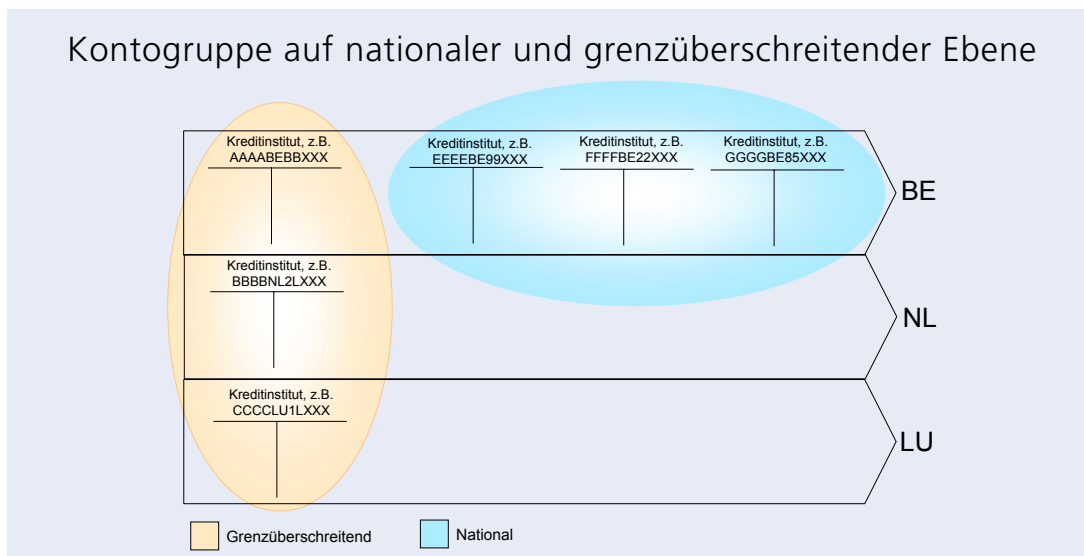 Kontogruppe auf nationaler und grenzüberschreitender Ebene
Kreditinstitut, z.B.
AAAABEBBXXX
Kreditinstitut, z.B.
EEEEBE99XXX
Kreditinstitut, z.B.
FFFFBE22XXX
Kreditinstitut, z.B.
GGGGBE85XXX
BE
Kreditinstitut, z.B.
BBBBNL2LXXX
NL
Kreditinstitut, z.B.
CCCCLU1LXXX
LU
Grenzüberschreitend
National